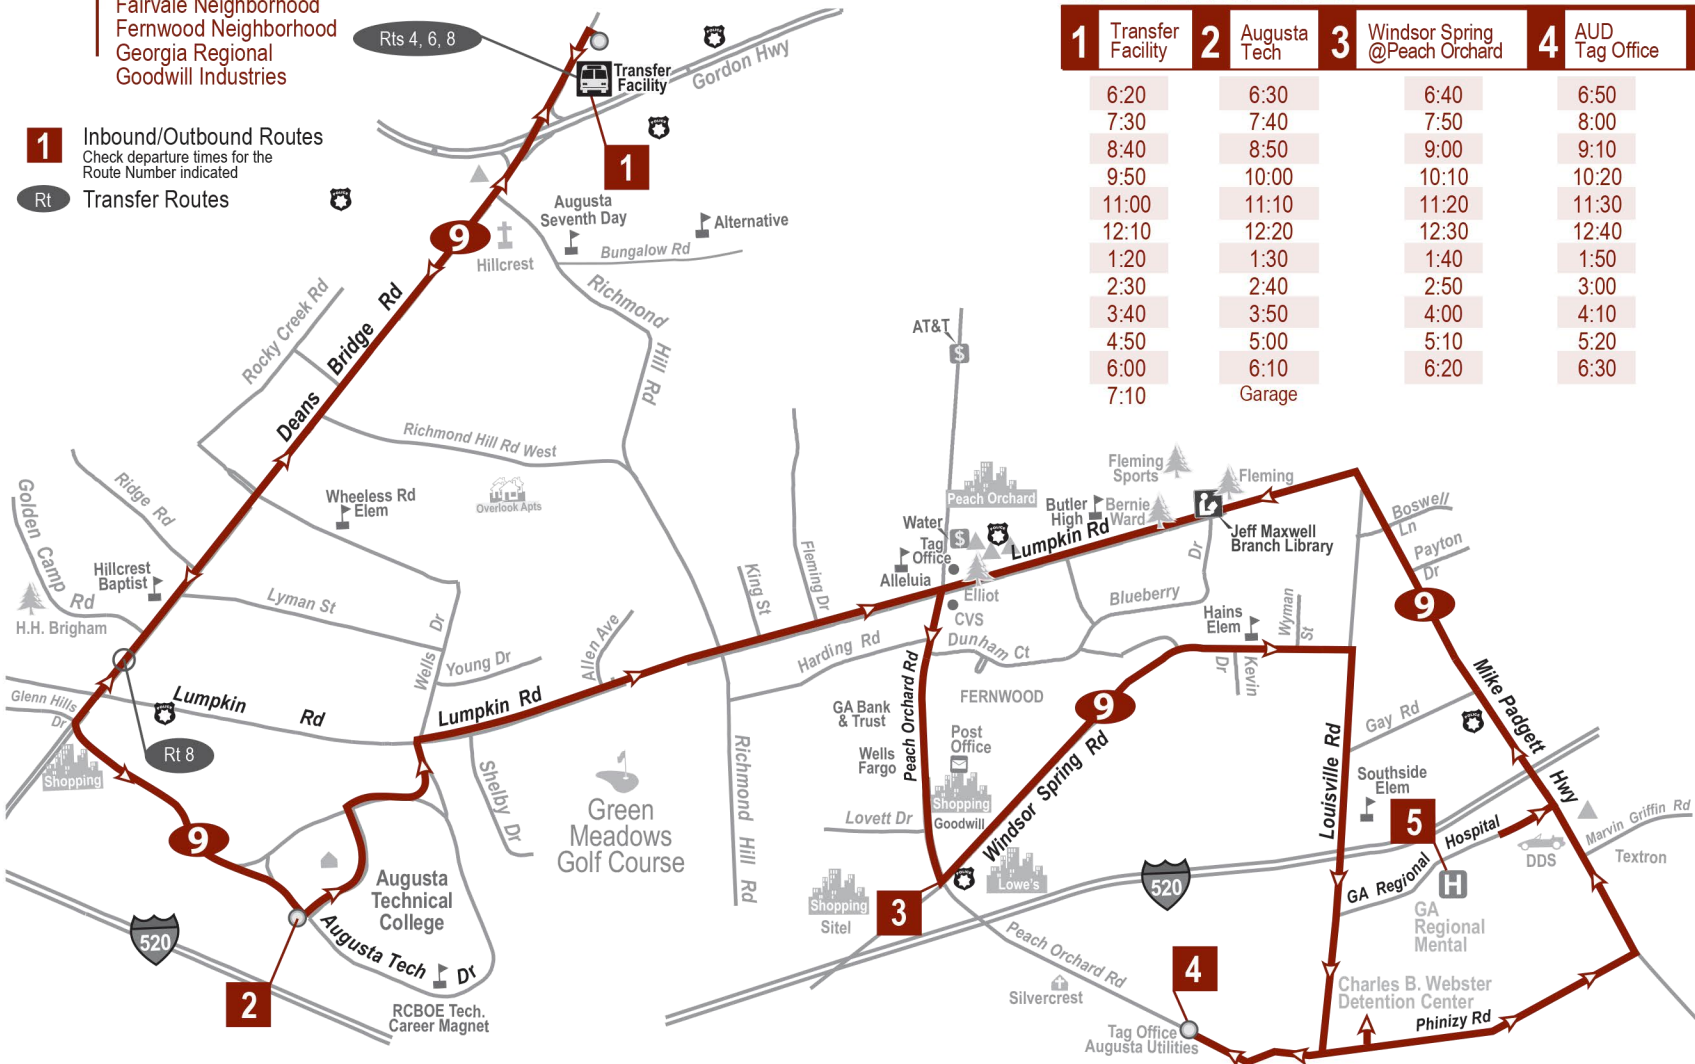 Fairvale Neighborhood
Fernwood Neighborhood
Georgia Regional
Goodwill Industries
1 Inbound/Outbound Routes
Check departure times for the
Route Number indicated
Rt Transfer Routes
Rts 4, 6, 8
Transfer
Facility
Gordon Hwy
1
1 Transfer
Facility
2 Augusta
Tech
3 Windsor Spring
@Peach Orchard
4 AUD
Tag Office
6:20 6:30 6:40 6:50
7:30 7:40 7:50 8:00
8:40 8:50 9:00 9:10
9:50 10:00 10:10 10:20
11:00 11:10 11:20 11:30
12:10 12:20 12:30 12:40
1:20 1:30 1:40 1:50
2:30 2:40 2:50 3:00
3:40 3:50 4:00 4:10
4:50 5:00 5:10 5:20
6:00 6:10 6:20 6:30
7:10 Garage
Augusta
Seventh Day
Alternative
9
Hillcrest
Bungalow Rd
Rocky Creek Rd
Deans Bridge Rd
Richmond Hill Rd
AT&T
$
Richmond Hill Rd West
Ridge Rd
Golden Camp Rd
Wheeless Rd
Elem
Overlook Apts
Hillcrest
Baptist
H.H. Brigham
Lyman St
Wells Dr
Young Dr
Allen Ave
King St
Fleming Dr
Harding Rd
Glenn Hills
Dr
Lumpkin Rd
Lumpkin Rd
Rt 8
Shopping
9
Shelby Dr
Green
Meadows
Golf Course
Richmond Hill Rd
Augusta
Technical
College
Augusta Tech Dr
520
2
RCBOE Tech.
Career Magnet
Peach Orchard
Fleming
Sports
Fleming
Butler
High
Bernie
Ward
Water
$
Tag
Office
Lumpkin Rd
Jeff Maxwell
Branch Library
Alleluia
Elliot
CVS
Dunham Ct
Blueberry Dr
Hains
Elem
Wyman St
Kevin Dr
Boswell Ln
Payton Dr
9
FERNWOOD
GA Bank
& Trust
Wells
Fargo
Peach Orchard Rd
Post
Office
Shopping
Goodwill
Lovett Dr
Windsor Spring Rd
9
Lowe's
Shopping
Sitel
3
520
Peach Orchard Rd
Silvercrest
4
Tag Office
Augusta Utilities
Louisville Rd
Gay Rd
Mike Padgett Hwy
Southside
Elem
5
GA Regional Hospital
H
GA
Regional
Mental
DDS
Marvin Griffin Rd
Textron
Charles B. Webster
Detention Center
Phinizy Rd